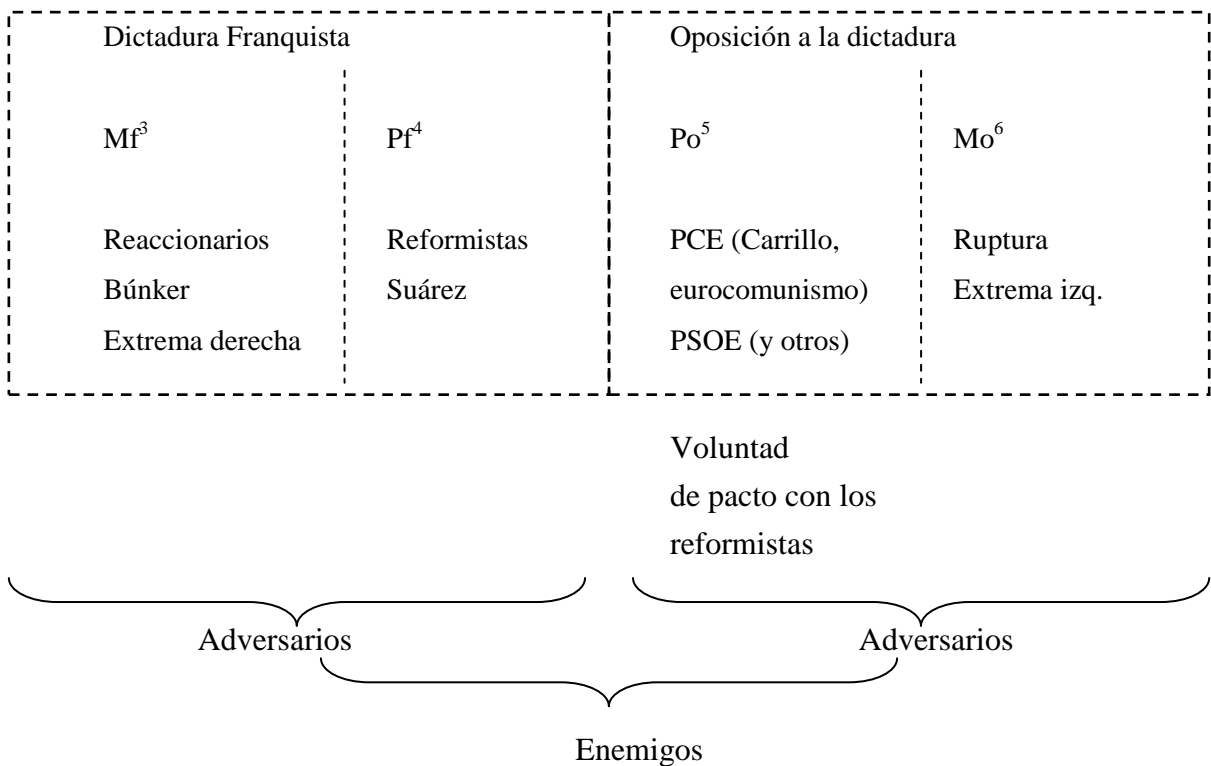 Dictadura Franquista
Oposición a la dictadura
Mf³
Pf⁴
Po⁵
Mo⁶
Reaccionarios
Búnker
Extrema derecha
Reformistas
Suárez
PCE (Carrillo,
eurocomunismo)
PSOE (y otros)
Ruptura
Extrema izq.
Voluntad
de pacto con los
reformistas
Adversarios
Adversarios
Enemigos